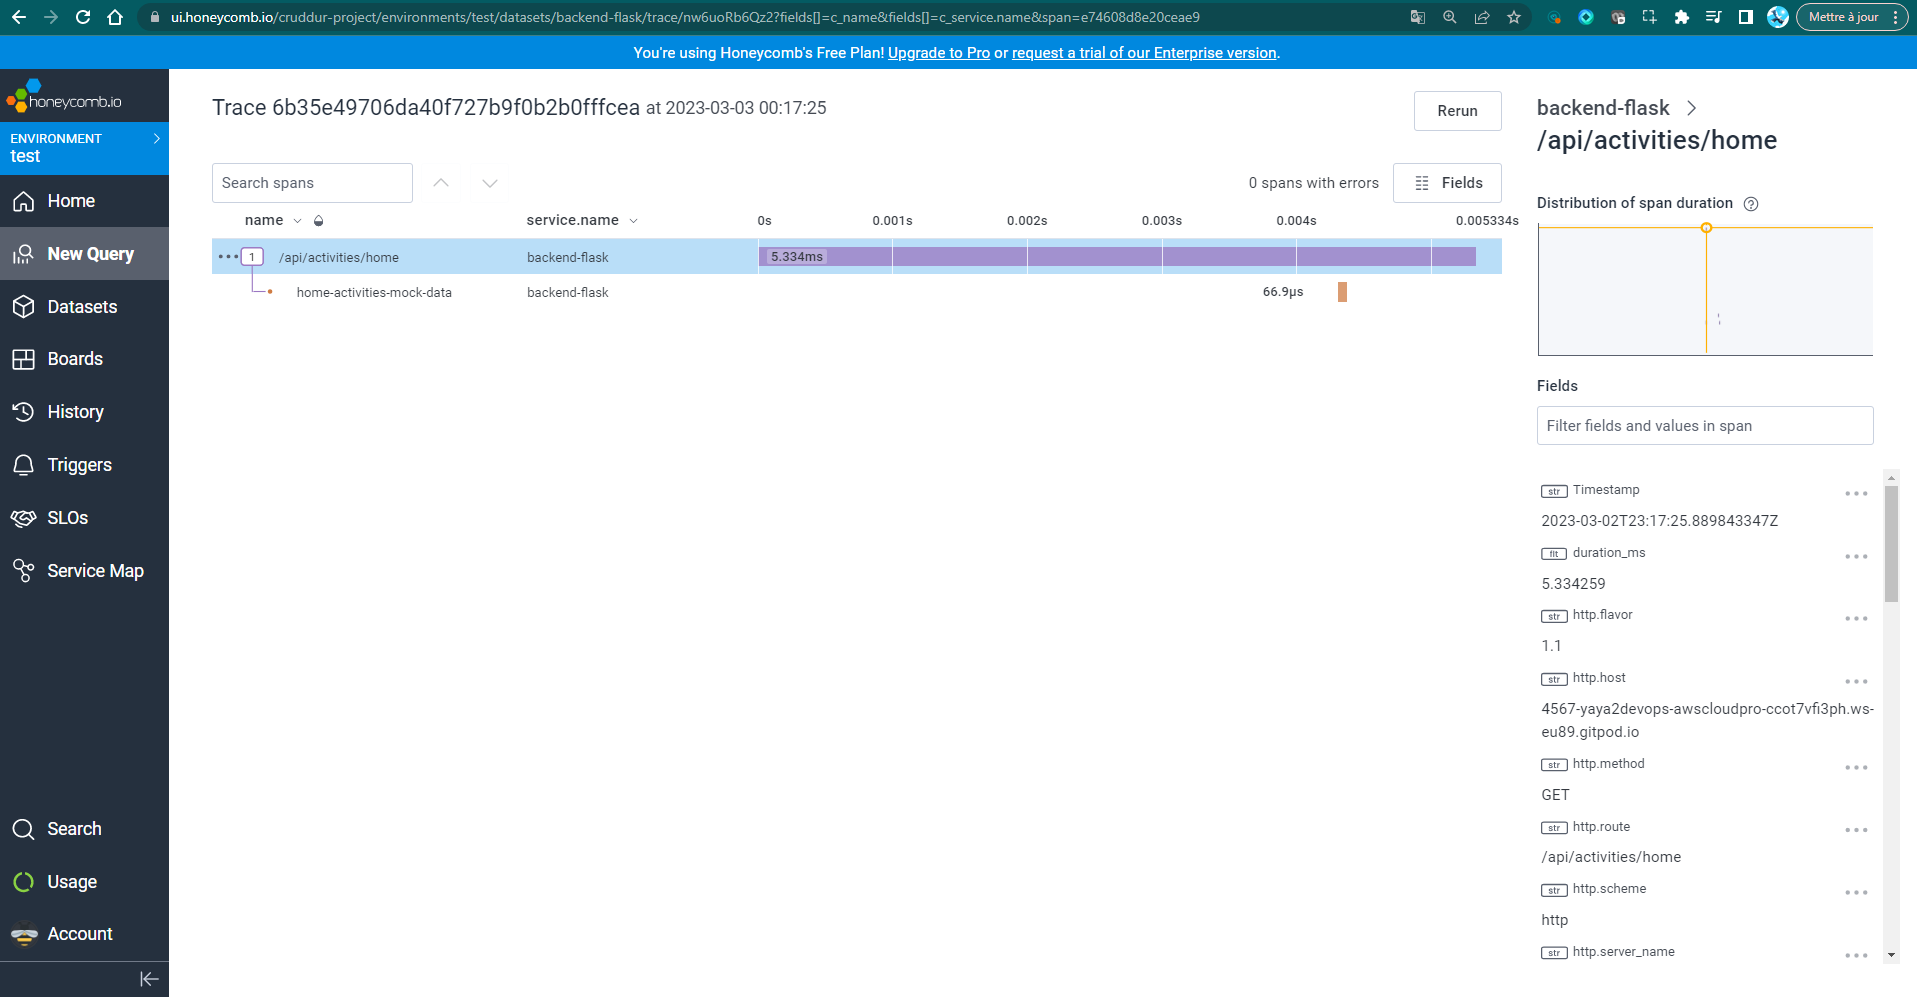 ui.honeycomb.io/cruddur-project/environments/test/datasets/backend-flask/trace/nw6uoRb6Qz2?fields[]=c_name&fields[]=c_service.name&span=e74608d8e20ceae9
Mettre à jour
You're using Honeycomb's Free Plan! Upgrade to Pro or request a trial of our Enterprise version.
honeycomb.io
ENVIRONMENT
test
Home
New Query
Datasets
Boards
History
Triggers
SLOs
Service Map
Search
Usage
Account
Trace 6b35e49706da40f727b9f0b2b0fffcea at 2023-03-03 00:17:25
Rerun
Search spans
0 spans with errors
Fields
name service.name 0s 0.001s 0.002s 0.003s 0.004s 0.005334s
1 /api/activities/home backend-flask 5.334ms
home-activities-mock-data backend-flask 66.9µs
backend-flask
/api/activities/home
Distribution of span duration ?
Fields
Filter fields and values in span
str Timestamp
2023-03-02T23:17:25.889843347Z
flt duration_ms
5.334259
str http.flavor
1.1
str http.host
4567-yaya2devops-awscloudpro-ccot7vfi3ph.ws-
eu89.gitpod.io
str http.method
GET
str http.route
/api/activities/home
str http.scheme
http
str http.server_name